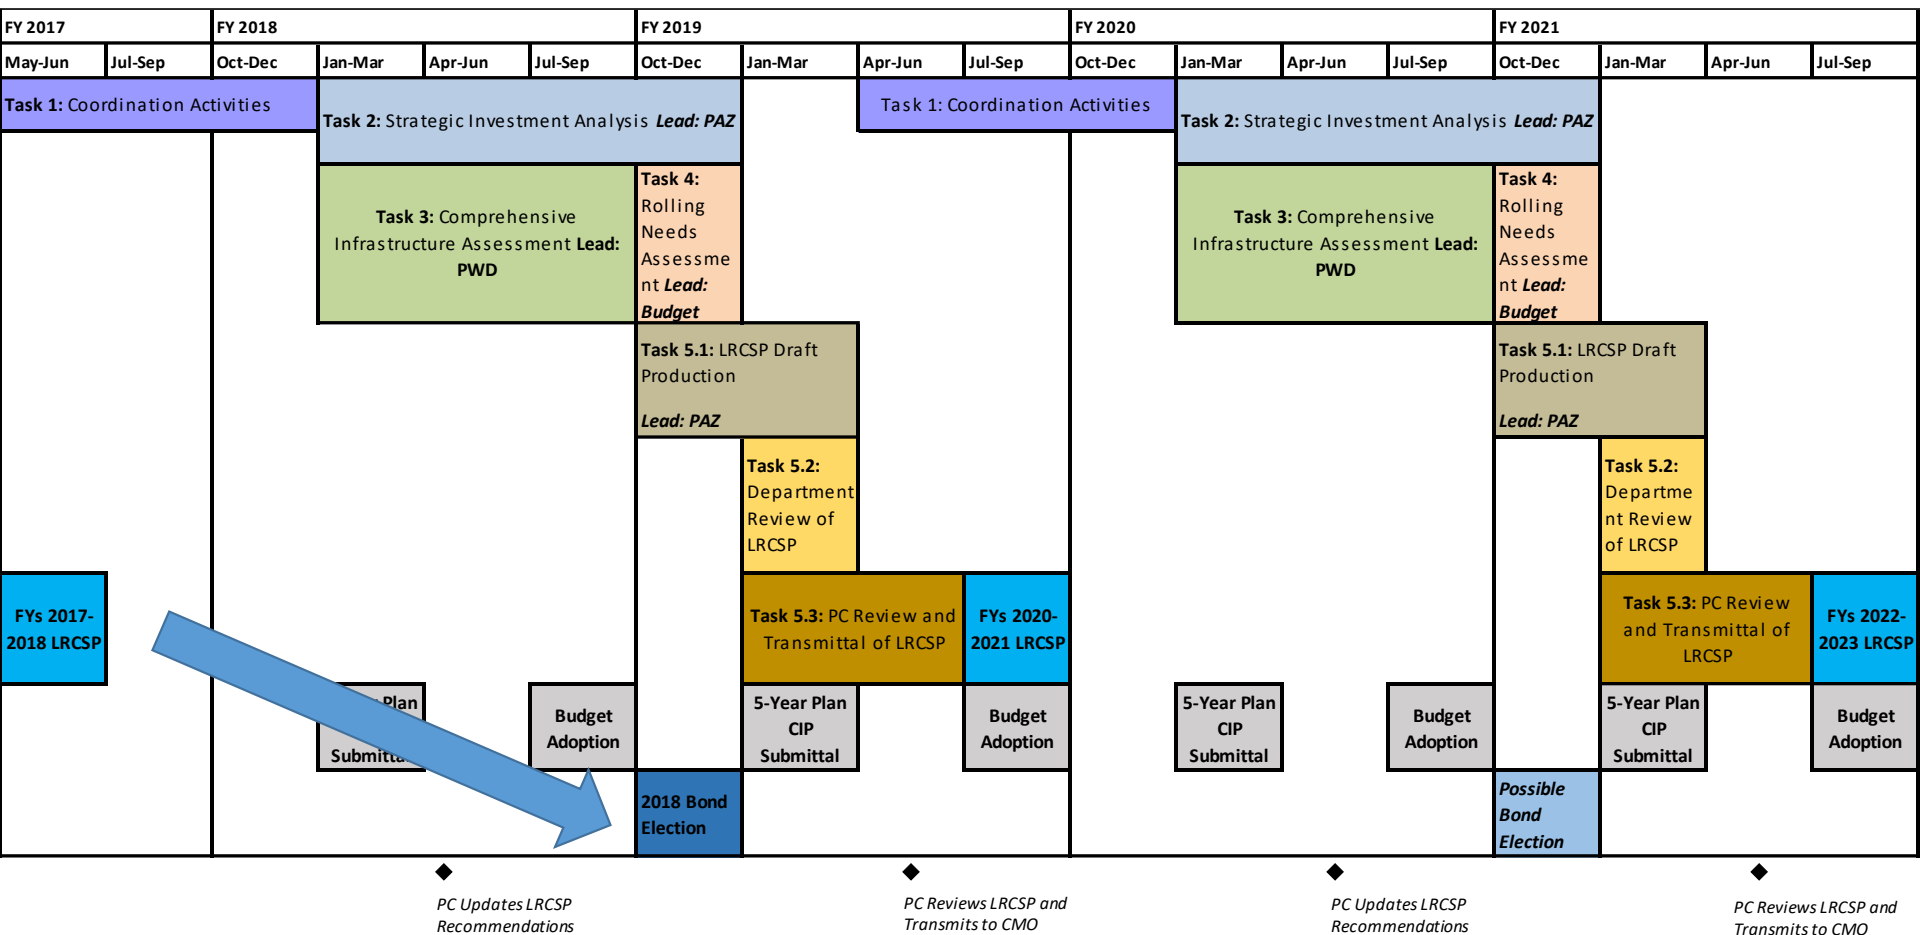 FY 2017 FY 2018 FY 2019 FY 2020 FY 2021
May-Jun Jul-Sep Oct-Dec Jan-Mar Apr-Jun Jul-Sep Oct-Dec Jan-Mar Apr-Jun Jul-Sep Oct-Dec Jan-Mar Apr-Jun Jul-Sep Oct-Dec Jan-Mar Apr-Jun Jul-Sep
Task 1: Coordination Activities
Task 2: Strategic Investment Analysis Lead: PAZ
Task 1: Coordination Activities
Task 2: Strategic Investment Analysis Lead: PAZ
Task 3: Comprehensive
Infrastructure Assessment Lead:
PWD
Task 4:
Rolling
Needs
Assessme
nt Lead:
Budget
Task 3: Comprehensive
Infrastructure Assessment Lead:
PWD
Task 4:
Rolling
Needs
Assessme
nt Lead:
Budget
Task 5.1: LRCSP Draft
Production
Lead: PAZ
Task 5.1: LRCSP Draft
Production
Lead: PAZ
Task 5.2:
Department
Review of
LRCSP
Task 5.2:
Departme
nt Review
of LRCSP
FYs 2017-
2018 LRCSP
Task 5.3: PC Review and
Transmittal of LRCSP
FYs 2020-
2021 LRCSP
Task 5.3: PC Review
and Transmittal of
LRCSP
FYs 2022-
2023 LRCSP
Plan
Budget
Adoption
5-Year Plan
CIP
Submittal
Budget
Adoption
5-Year Plan
CIP
Submittal
Budget
Adoption
5-Year Plan
CIP
Submittal
Budget
Adoption
2018 Bond
Election
Possible
Bond
Election
PC Updates LRCSP
Recommendations
PC Reviews LRCSP and
Transmits to CMO
PC Updates LRCSP
Recommendations
PC Reviews LRCSP and
Transmits to CMO